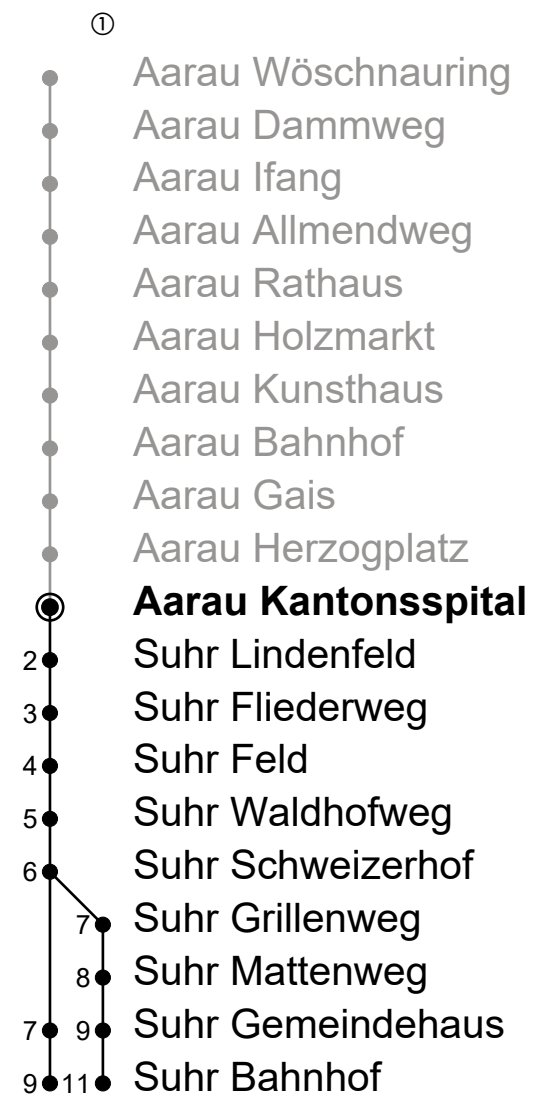 ①
Aarau Wöschnauring
Aarau Dammweg
Aarau Ifang
Aarau Allmendweg
Aarau Rathaus
Aarau Holzmarkt
Aarau Kunsthaus
Aarau Bahnhof
Aarau Gais
Aarau Herzogplatz
Aarau Kantonsspital
2 Suhr Lindenfeld
3 Suhr Fliederweg
4 Suhr Feld
5 Suhr Waldhofweg
6 Suhr Schweizerhof
7 Suhr Grillenweg
8 Suhr Mattenweg
7 9 Suhr Gemeindehaus
9 11 Suhr Bahnhof